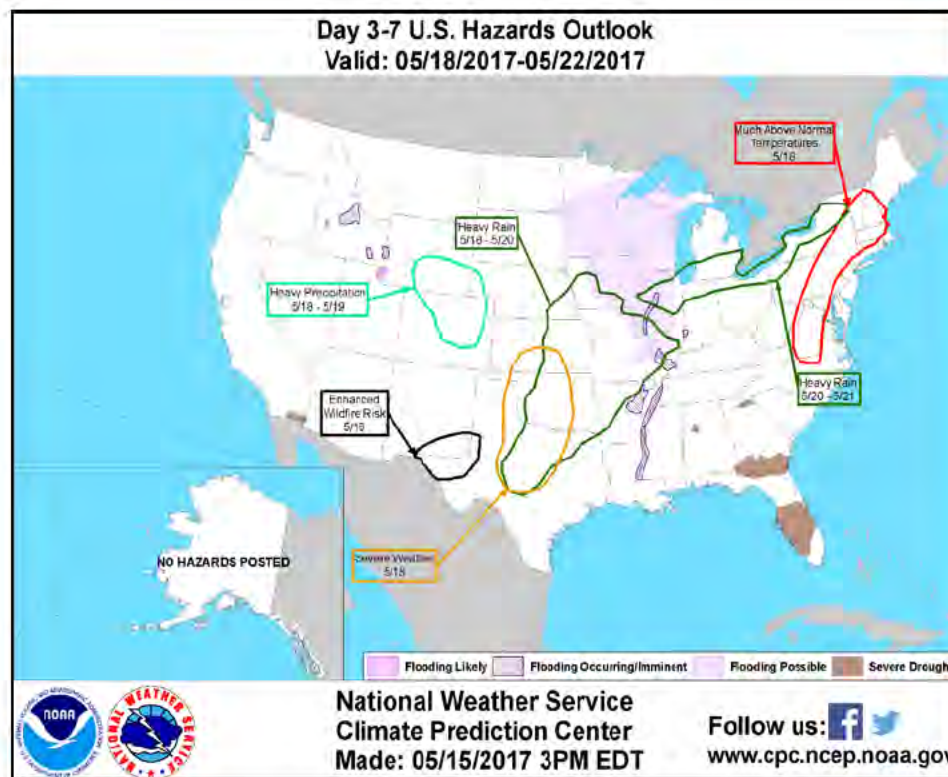 Day 3-7 U.S. Hazards Outlook
Valid: 05/18/2017-05/22/2017
Much Above Normal
Temperatures
5/18
Heavy Rain
5/18 - 5/20
Heavy Precipitation
5/18 - 5/19
Enhanced
Wildfire Risk
5/18
Heavy Rain
5/20 - 5/21
NO HAZARDS POSTED
Severe Weather
5/18
Flooding Likely
Flooding Occurring/Imminent
Flooding Possible
Severe Drough
NOAA
NATIONAL WEATHER SERVICE
National Weather Service
Climate Prediction Center
Made: 05/15/2017 3PM EDT
Follow us:
www.cpc.ncep.noaa.gov